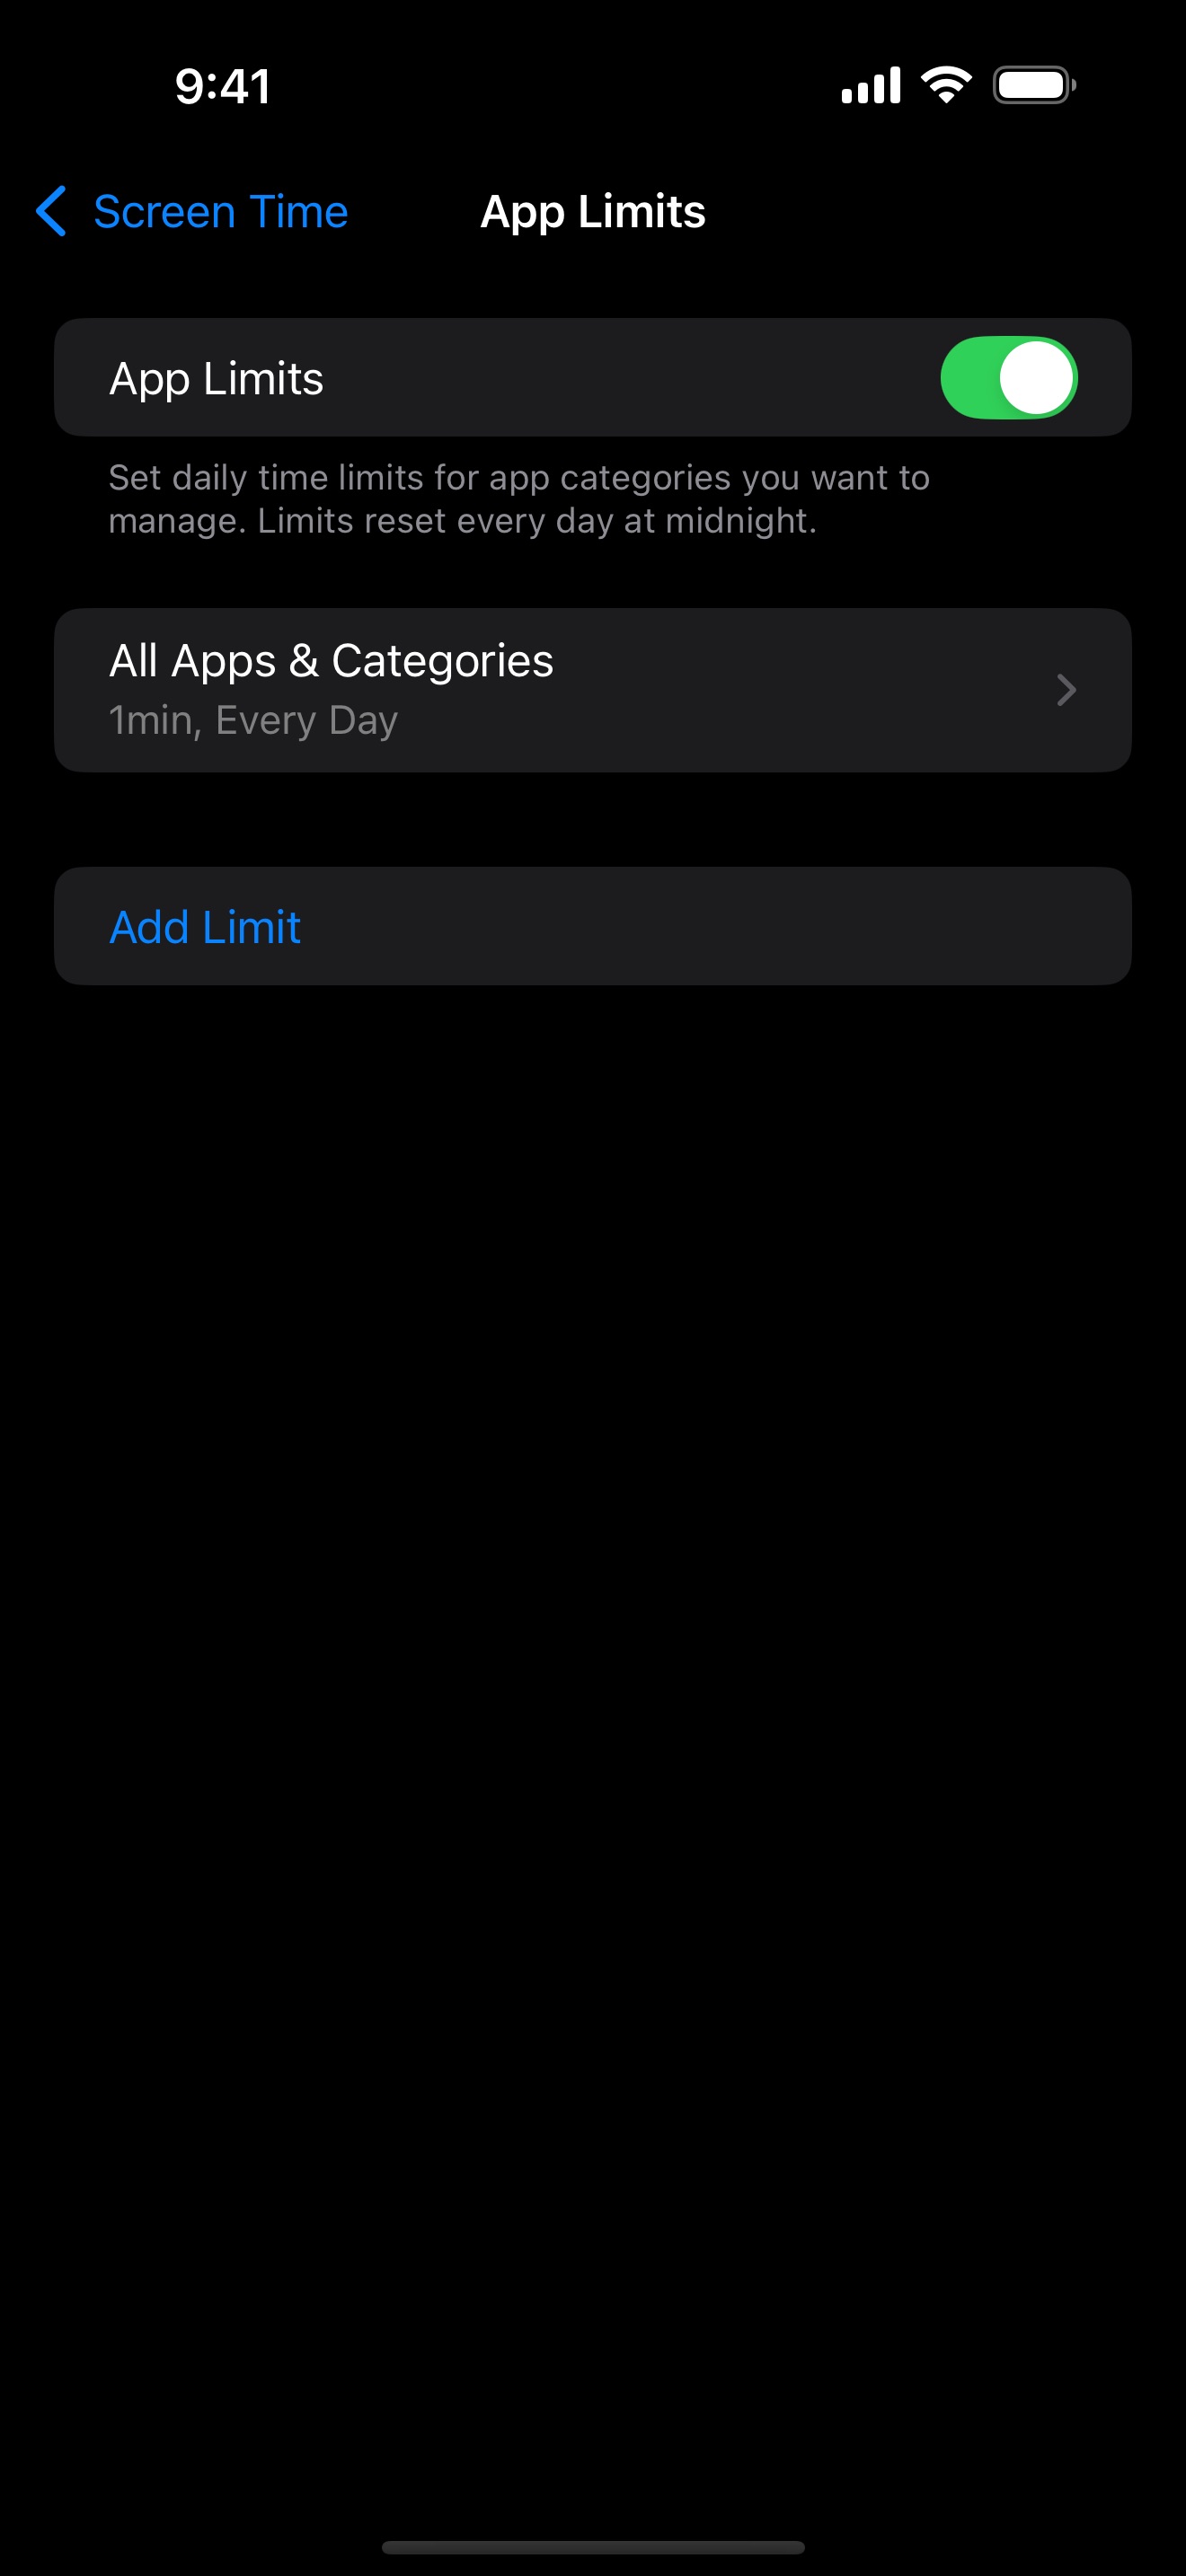 9:41
Screen Time
App Limits
App Limits
Set daily time limits for app categories you want to
manage. Limits reset every day at midnight.
All Apps & Categories
1min, Every Day
Add Limit